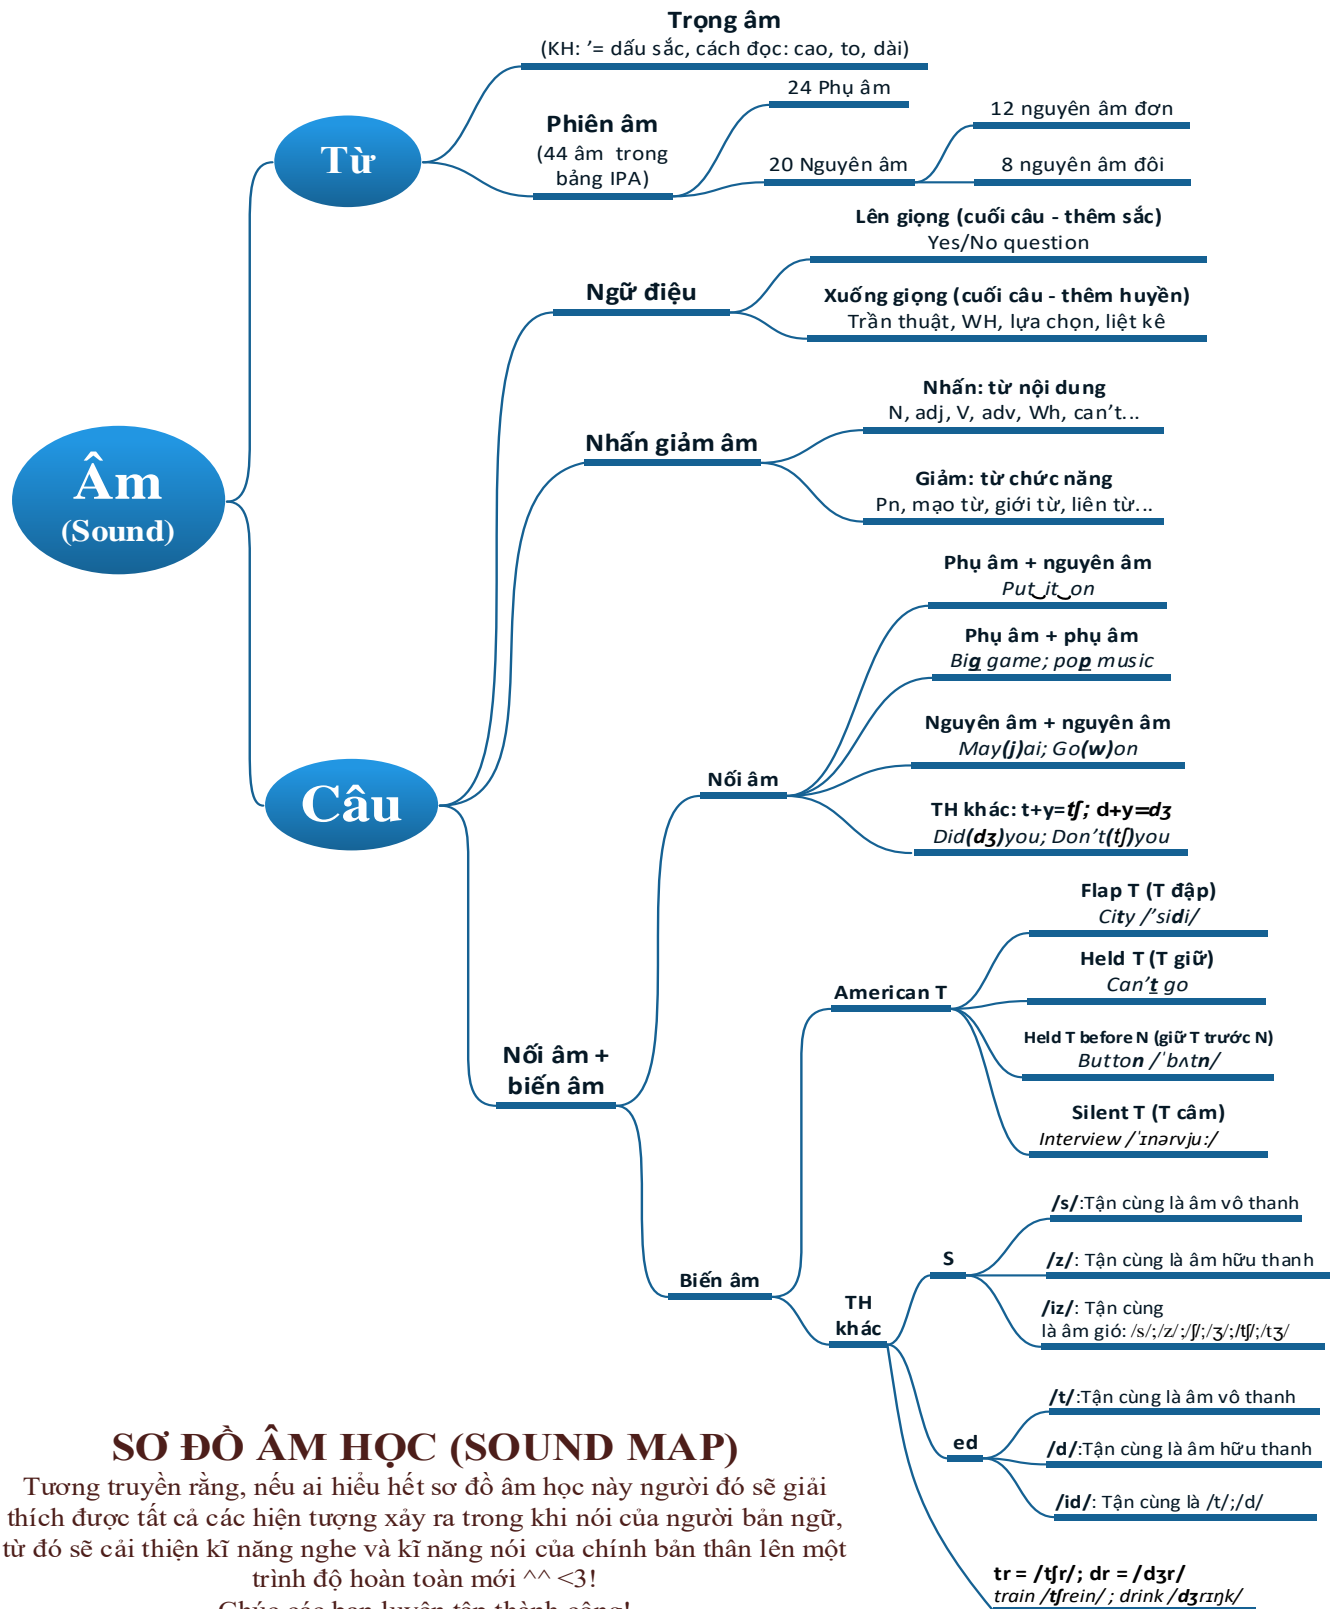 Trọng âm
(KH: ’= dấu sắc, cách đọc: cao, to, dài)
24 Phụ âm
12 nguyên âm đơn
Phiên âm
(44 âm trong
bảng IPA)
Từ
20 Nguyên âm
8 nguyên âm đôi
Lên giọng (cuối câu - thêm sắc)
Yes/No question
Ngữ điệu
Xuống giọng (cuối câu - thêm huyền)
Trần thuật, WH, lựa chọn, liệt kê
Nhấn: từ nội dung
N, adj, V, adv, Wh, can’t...
Nhấn giảm âm
Giảm: từ chức năng
Pn, mạo từ, giới từ, liên từ...
Âm
(Sound)
Phụ âm + nguyên âm
Put‿it‿on
Phụ âm + phụ âm
Big game; pop music
Nguyên âm + nguyên âm
May(j)ai; Go(w)on
Nối âm
Câu
TH khác: t+y=tʃ; d+y=dʒ
Did(dʒ)you; Don’t(tʃ)you
Flap T (T đập)
City /’sidi/
Held T (T giữ)
Can’t go
American T
Held T before N (giữ T trước N)
Button /ˈbʌtn/
Nối âm +
biến âm
Silent T (T câm)
Interview /ˈɪnərvju:/
/s/:Tận cùng là âm vô thanh
S
/z/: Tận cùng là âm hữu thanh
Biến âm
TH
khác
/iz/: Tận cùng
là âm gió: /s/;/z/;/ʃ/;/ʒ/;/tʃ/;/tʒ/
/t/:Tận cùng là âm vô thanh
ed
/d/:Tận cùng là âm hữu thanh
/id/: Tận cùng là /t/;/d/
tr = /tʃr/; dr = /dʒr/
train /tʃrein/ ; drink /dʒrɪŋk/
SƠ ĐỒ ÂM HỌC (SOUND MAP)
Tương truyền rằng, nếu ai hiểu hết sơ đồ âm học này người đó sẽ giải
thích được tất cả các hiện tượng xảy ra trong khi nói của người bản ngữ,
từ đó sẽ cải thiện kĩ năng nghe và kĩ năng nói của chính bản thân lên một
trình độ hoàn toàn mới ^^ <3!
Chúc các bạn luyện tập thành công!